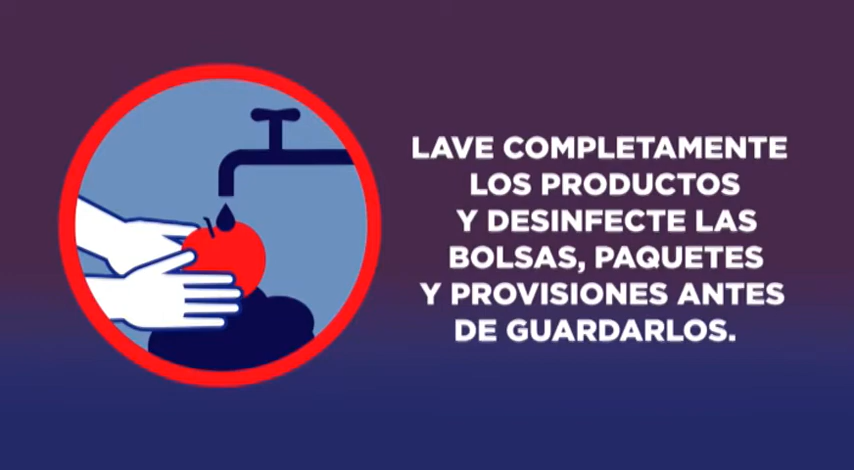 LAVE COMPLETAMENTE
LOS PRODUCTOS
Y DESINFECTE LAS
BOLSAS, PAQUETES
Y PROVISIONES ANTES
DE GUARDARLOS.